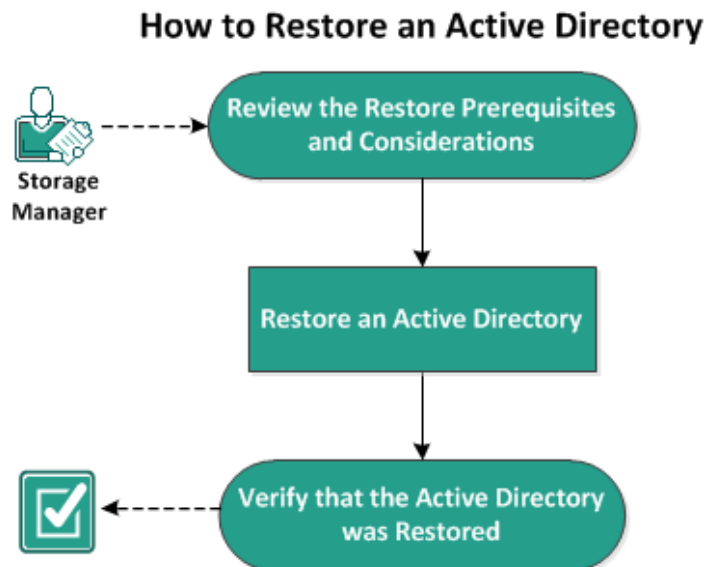 How to Restore an Active Directory
Review the Restore Prerequisites
and Considerations
Storage
Manager
Restore an Active Directory
Verify that the Active Directory
was Restored